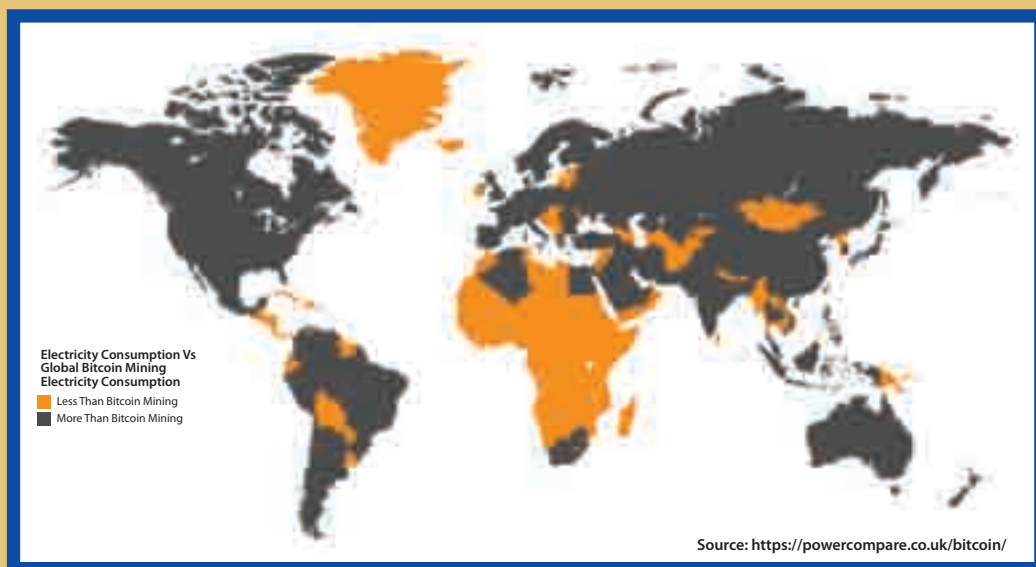 Electricity Consumption Vs
Global Bitcoin Mining
Electricity Consumption
Less Than Bitcoin Mining
More Than Bitcoin Mining
Source: https://powercompare.co.uk/bitcoin/